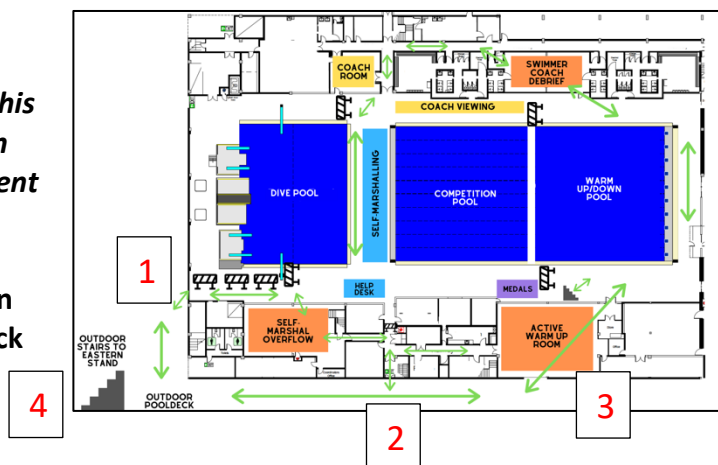 his
n
ent
n
ck
COACH
ROOM
SWIMMER
COACH
DEBRIEF
COACH VIEWING
DIVE POOL
SELF-MARSHALLING
COMPETITION
POOL
WARM
UP/DOWN
POOL
1
HELP
DESK
MEDALS
SELF-
MARSHAL
OVERFLOW
ACTIVE
WARM UP
ROOM
OUTDOOR
STAIRS TO
EASTERN
STAND
4
OUTDOOR
POOLDECK
2
3